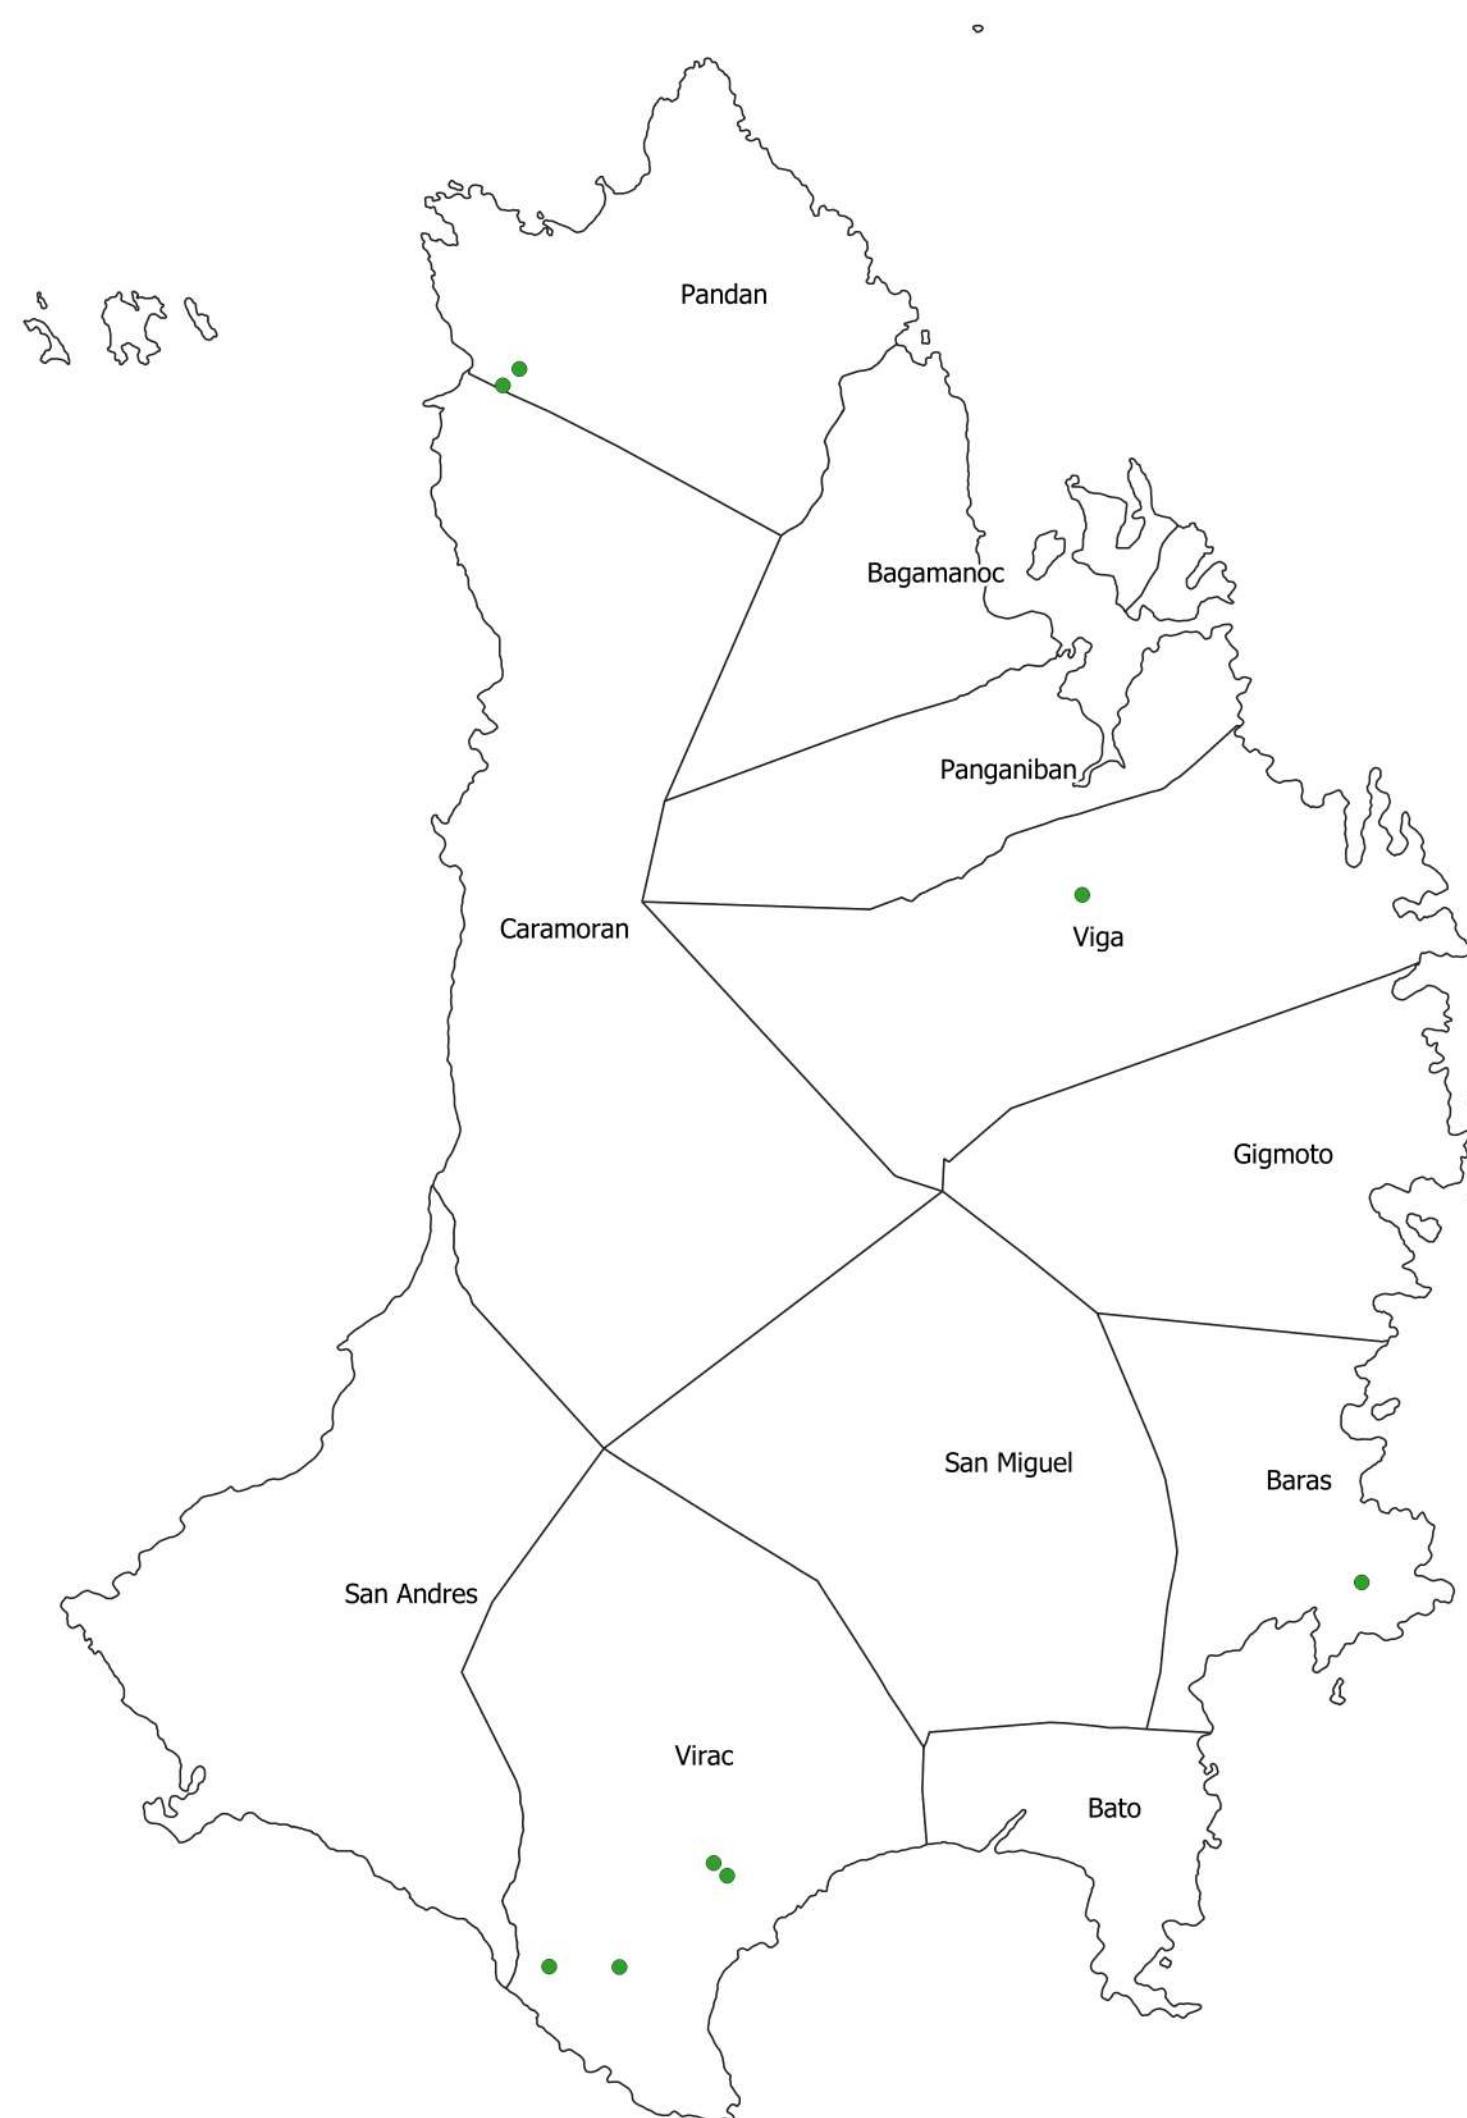 Pandan
Bagamanoc
Panganiban
Caramoran
Viga
Gigmoto
San Miguel
Baras
San Andres
Virac
Bato